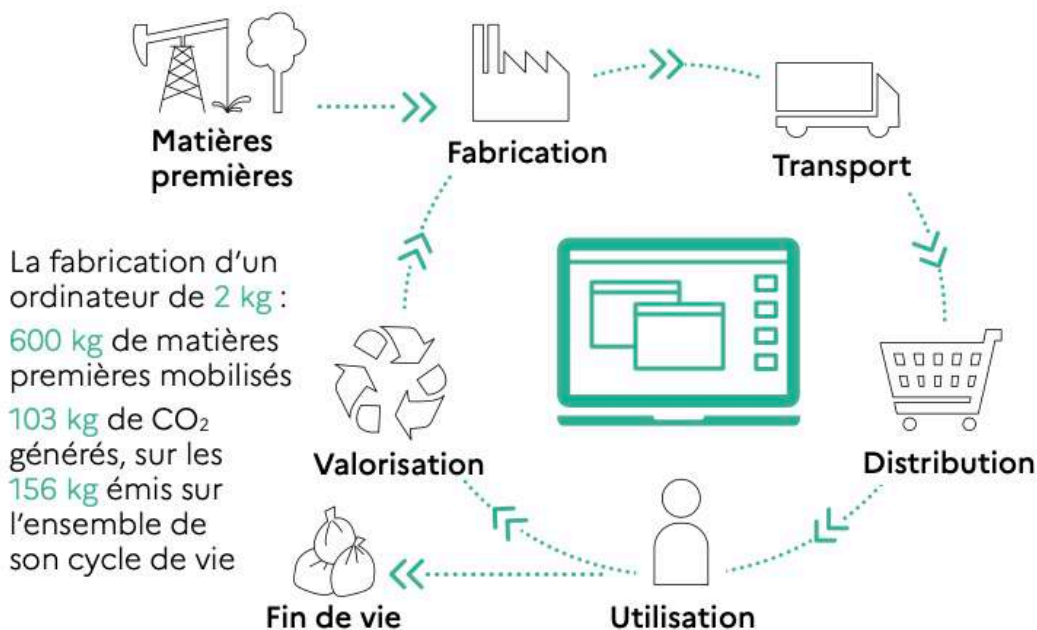 Matières
premières
Fabrication
Transport
La fabrication d’un
ordinateur de 2 kg :
600 kg de matières
premières mobilisés
103 kg de CO₂
générés, sur les
156 kg émis sur
l’ensemble de
son cycle de vie
Valorisation
Distribution
Fin de vie
Utilisation